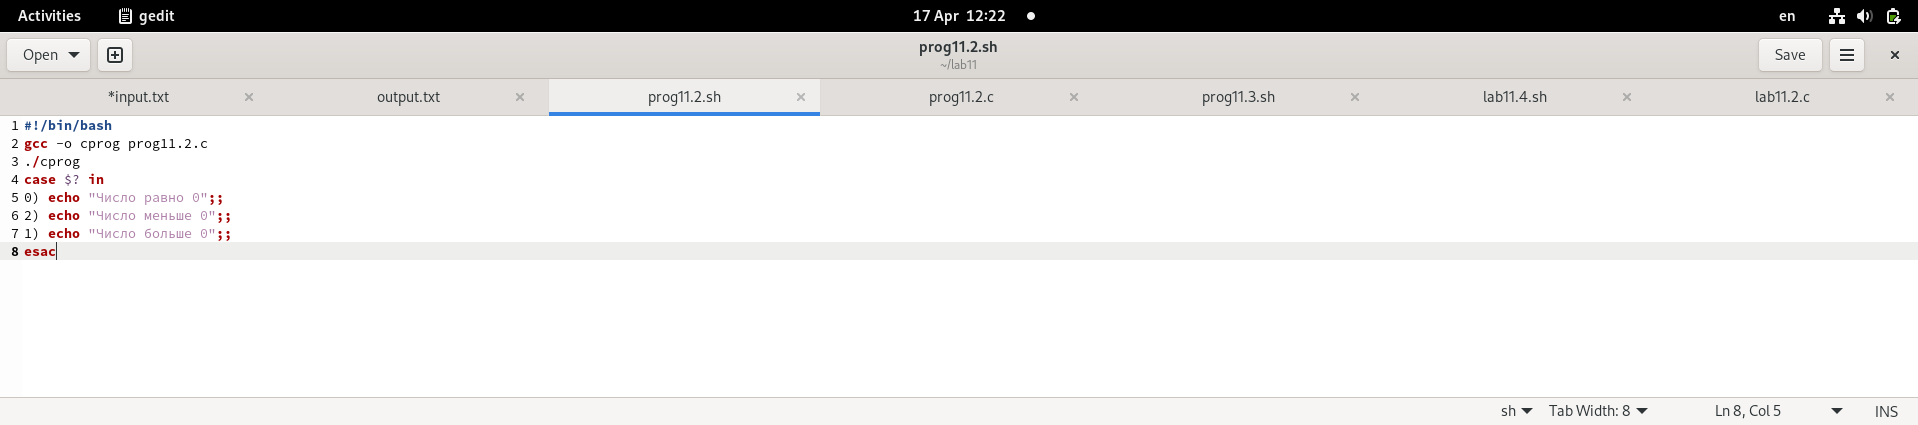 Activities gedit 17 Apr 12:22 en
Open prog11.2.sh Save
~/lab11
*input.txt output.txt prog11.2.sh prog11.2.c prog11.3.sh lab11.4.sh lab11.2.c
1 #!/bin/bash
2 gcc -o cprog prog11.2.c
3 ./cprog
4 case $? in
5 0) echo "Число равно 0";;
6 2) echo "Число меньше 0";;
7 1) echo "Число больше 0";;
8 esac
sh Tab Width: 8 Ln 8, Col 5 INS